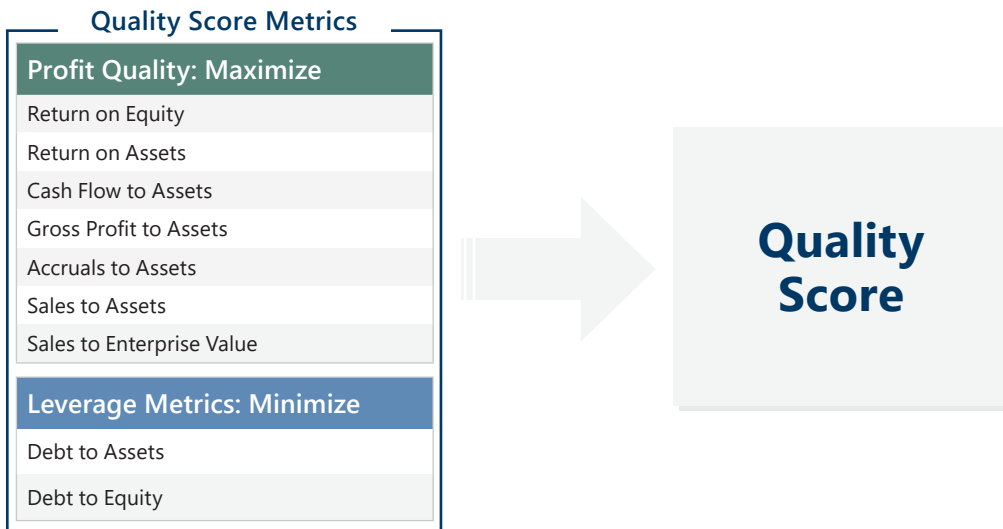 Quality Score Metrics
Profit Quality: Maximize
Return on Equity
Return on Assets
Cash Flow to Assets
Gross Profit to Assets
Accruals to Assets
Sales to Assets
Sales to Enterprise Value
Leverage Metrics: Minimize
Debt to Assets
Debt to Equity
Quality
Score